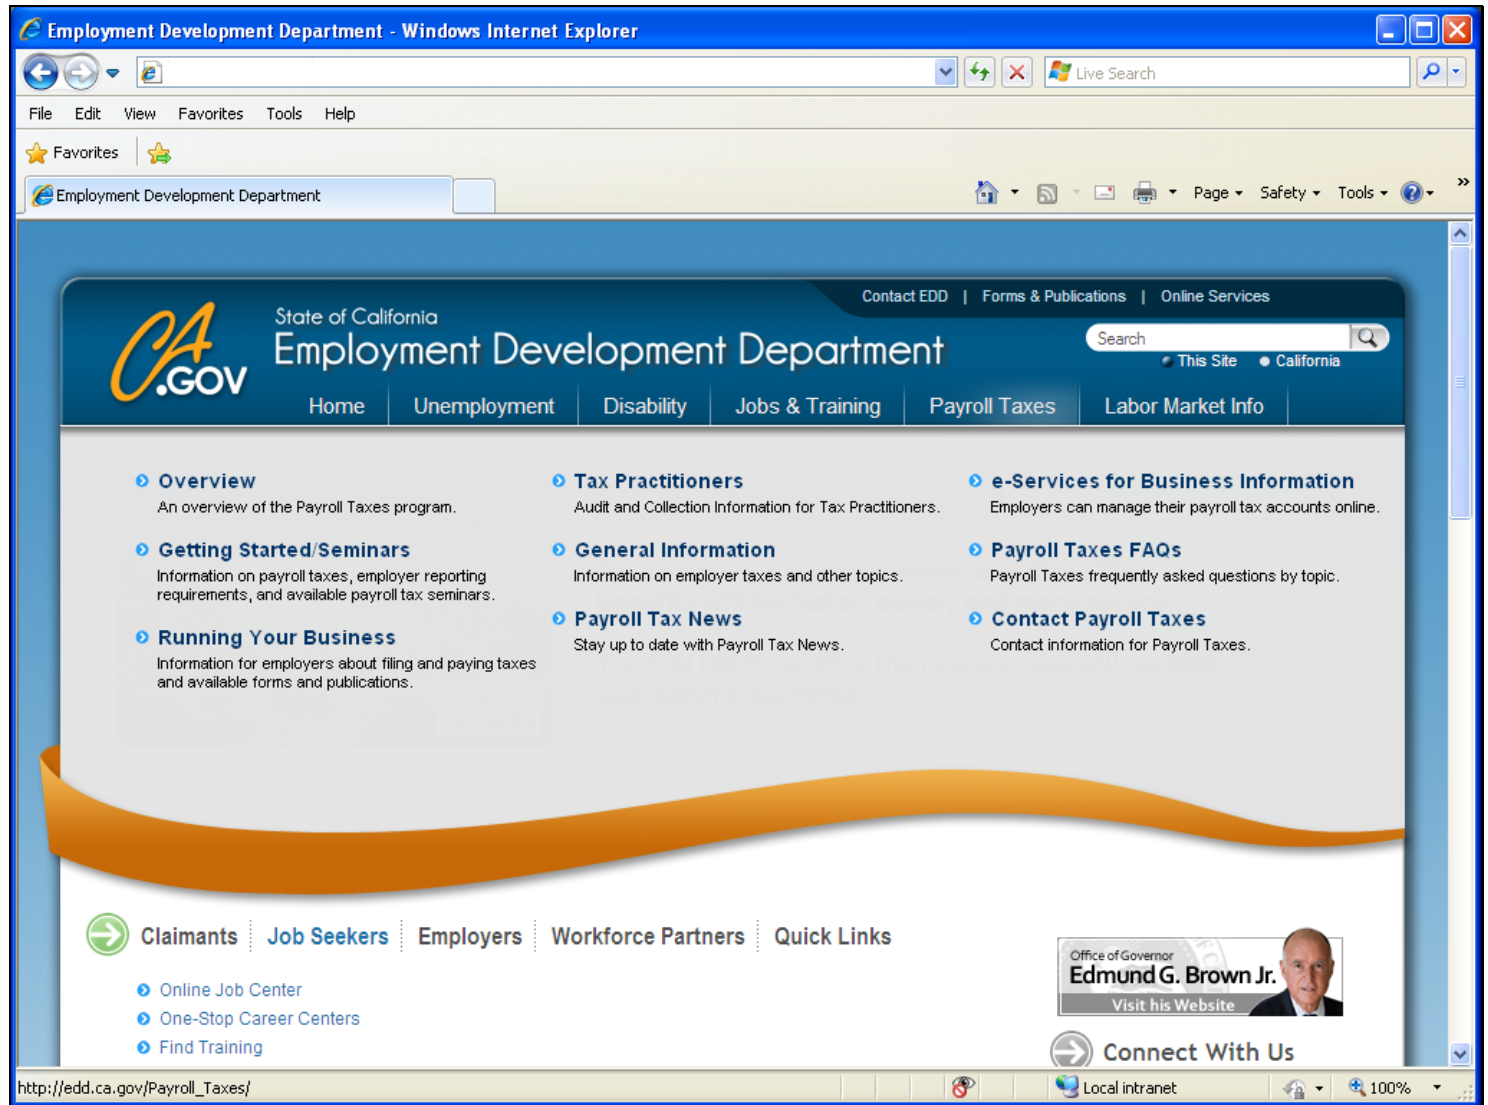 Employment Development Department - Windows Internet Explorer
Live Search
File Edit View Favorites Tools Help
Favorites
Employment Development Department
Page Safety Tools
Contact EDD | Forms & Publications | Online Services
CA.GOV
State of California
Employment Development Department
Search
This Site California
Home Unemployment Disability Jobs & Training Payroll Taxes Labor Market Info
Overview
An overview of the Payroll Taxes program.
Getting Started/Seminars
Information on payroll taxes, employer reporting
requirements, and available payroll tax seminars.
Running Your Business
Information for employers about filing and paying taxes
and available forms and publications.
Tax Practitioners
Audit and Collection Information for Tax Practitioners.
General Information
Information on employer taxes and other topics.
Payroll Tax News
Stay up to date with Payroll Tax News.
e-Services for Business Information
Employers can manage their payroll tax accounts online.
Payroll Taxes FAQs
Payroll Taxes frequently asked questions by topic.
Contact Payroll Taxes
Contact information for Payroll Taxes.
your benefit payments.
Claimants Job Seekers Employers Workforce Partners Quick Links
Online Job Center
One-Stop Career Centers
Find Training
Office of Governor
Edmund G. Brown Jr.
Visit his Website
Connect With Us
http://edd.ca.gov/Payroll_Taxes/
Local intranet
100%